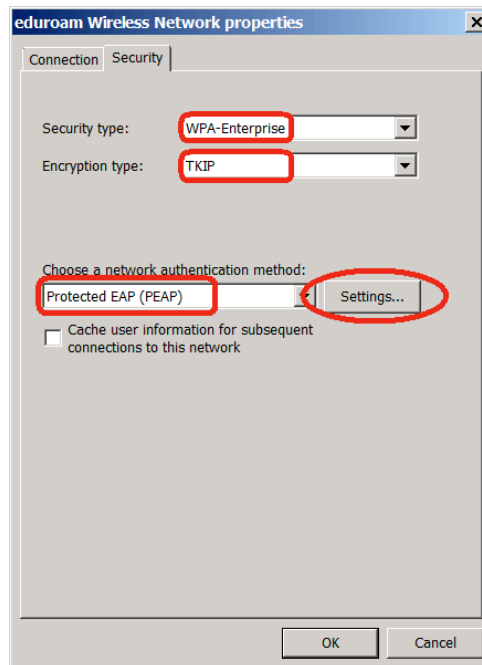 eduroam Wireless Network properties
Connection Security
Security type: WPA-Enterprise
Encryption type: TKIP
Choose a network authentication method:
Protected EAP (PEAP) Settings...
Cache user information for subsequent
connections to this network
OK Cancel